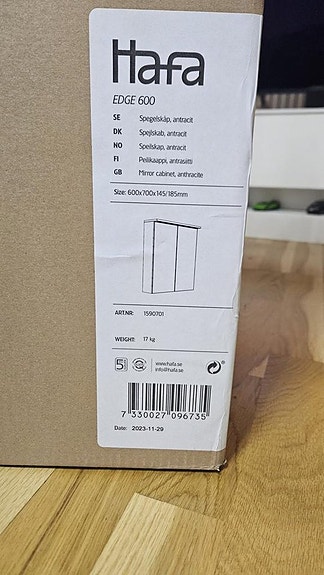 Hafa
EDGE 600
SE Spegelskåp, antracit
DK Spejlskab, antracit
NO Speilskap, antracit
FI Peilikaappi, antrasiitti
GB Mirror cabinet, anthracite
Size: 600x700x145/185mm
ART.NR: 1590701
WEIGHT: 17 kg
5
www.hafa.se
info@hafa.se
7 330027 096735
Date: 2023-11-29